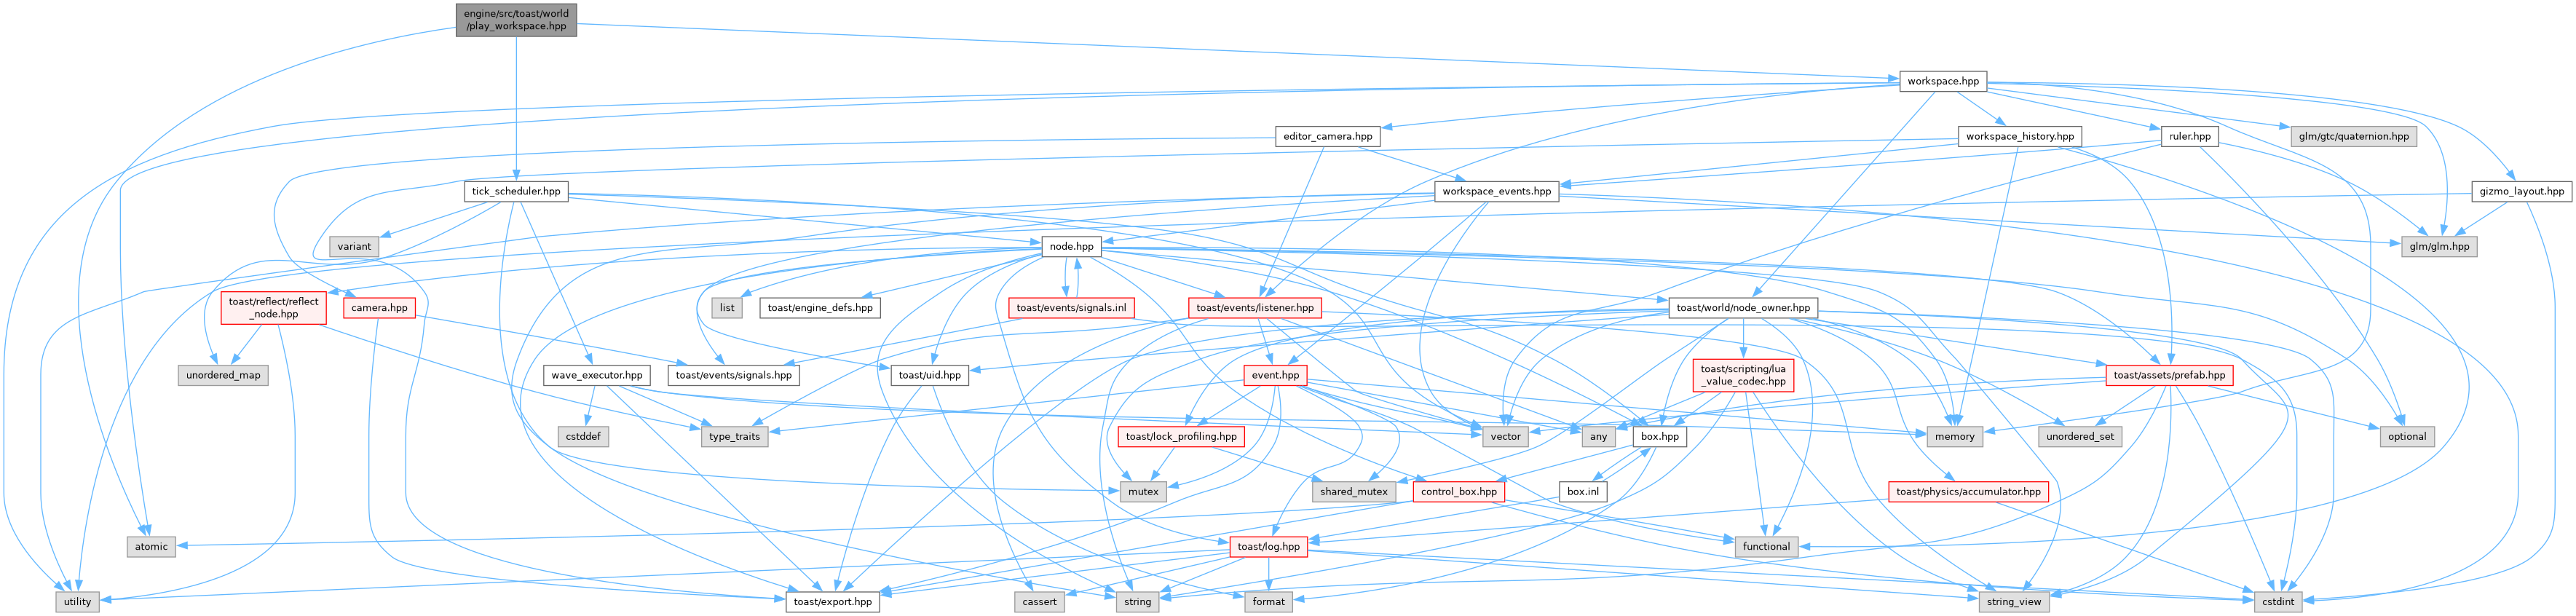 engine/src/toast/world
/play_workspace.hpp
workspace.hpp
editor_camera.hpp
workspace_history.hpp
ruler.hpp
glm/gtc/quaternion.hpp
tick_scheduler.hpp
workspace_events.hpp
gizmo_layout.hpp
variant
node.hpp
glm/glm.hpp
toast/reflect/reflect
_node.hpp
camera.hpp
list
toast/engine_defs.hpp
toast/events/signals.inl
toast/events/listener.hpp
toast/world/node_owner.hpp
unordered_map
wave_executor.hpp
toast/events/signals.hpp
toast/uid.hpp
event.hpp
toast/scripting/lua
_value_codec.hpp
toast/assets/prefab.hpp
cstddef
type_traits
toast/lock_profiling.hpp
vector
any
box.hpp
memory
unordered_set
optional
mutex
shared_mutex
control_box.hpp
box.inl
toast/physics/accumulator.hpp
atomic
toast/log.hpp
functional
utility
toast/export.hpp
cassert
string
format
string_view
cstdint